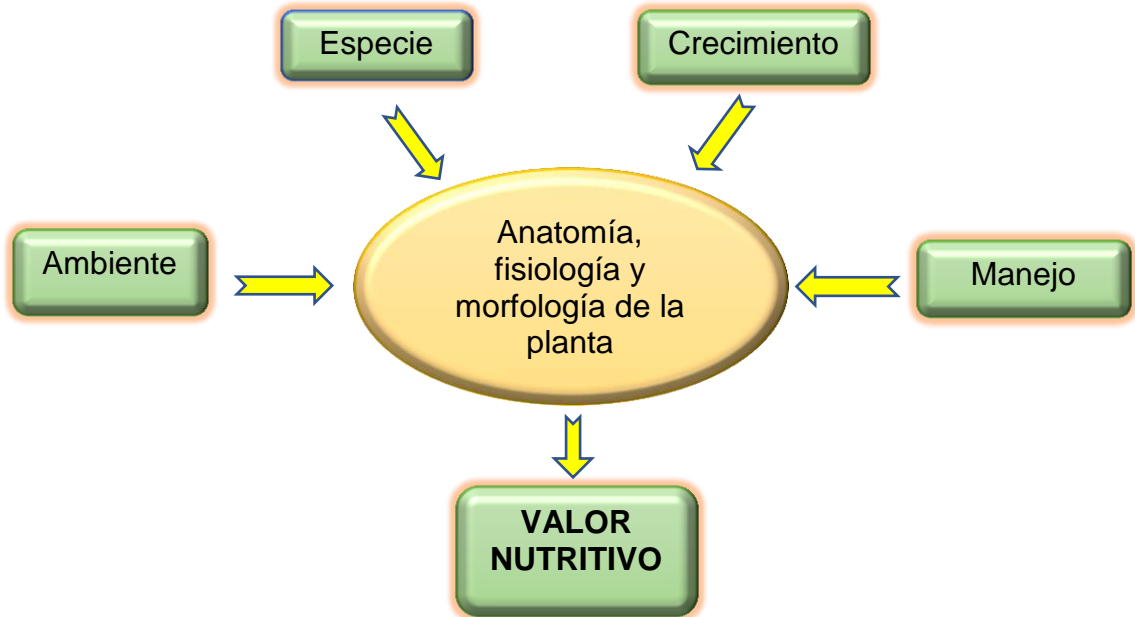 Especie
Crecimiento
Ambiente
Anatomía,
fisiología y
morfología de la
planta
Manejo
VALOR
NUTRITIVO